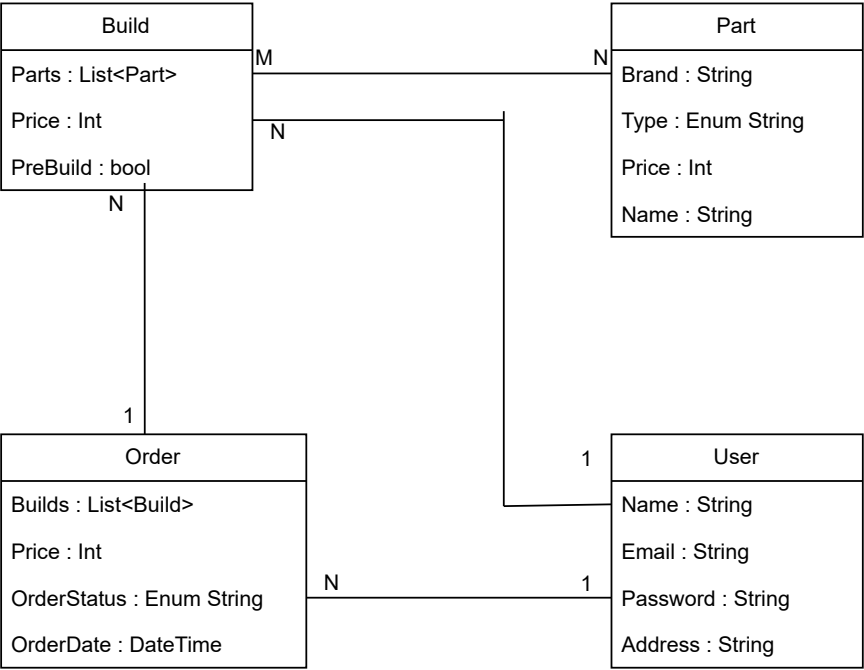 Build
Parts : List<Part>
Price : Int
PreBuild : bool
M
N
N
N
Part
Brand : String
Type : Enum String
Price : Int
Name : String
1
Order
Builds : List<Build>
Price : Int
OrderStatus : Enum String
OrderDate : DateTime
N
1
1
User
Name : String
Email : String
Password : String
Address : String